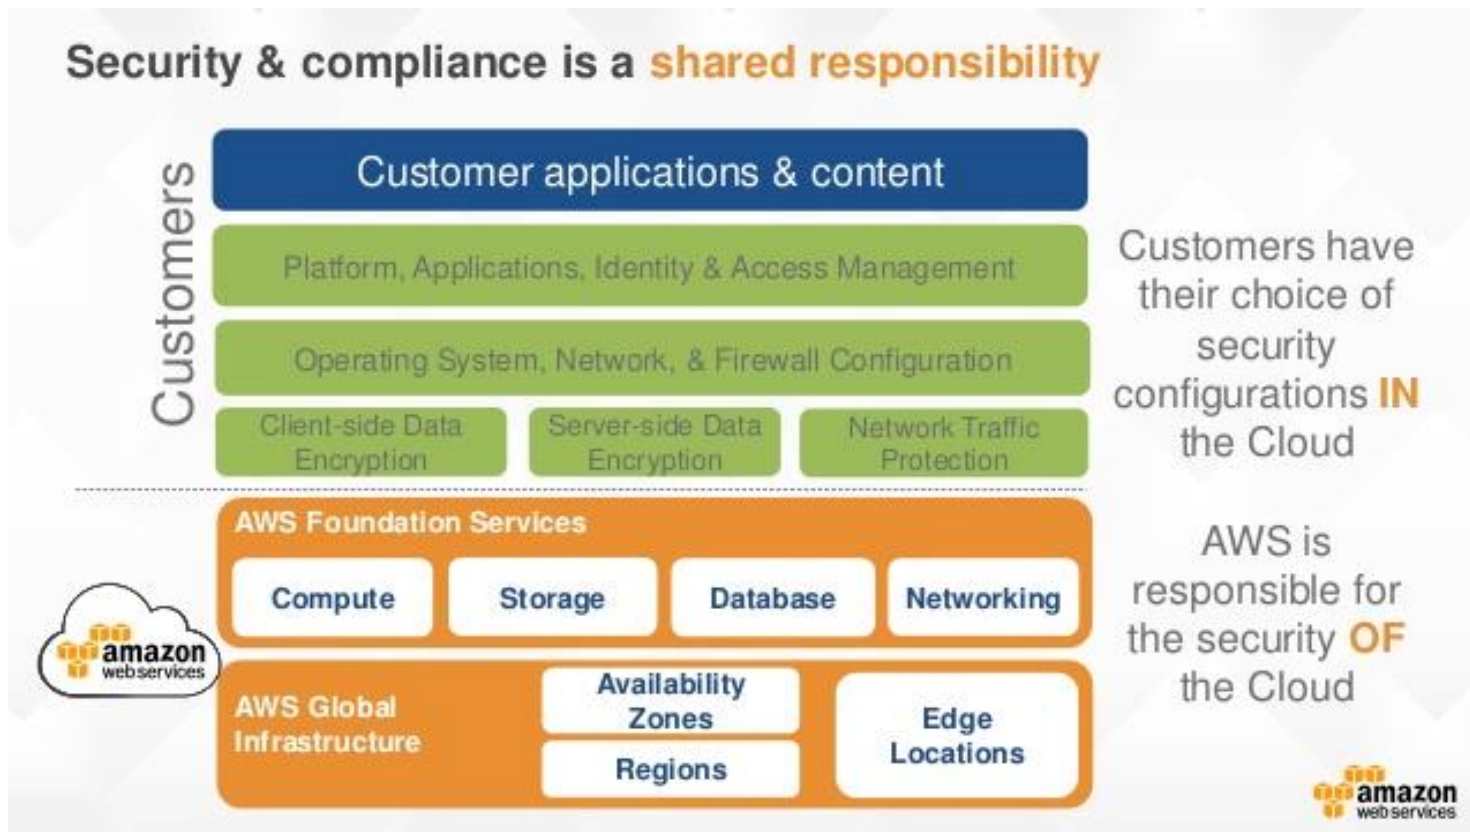 Security & compliance is a shared responsibility
Customers
Customer applications & content
Platform, Applications, Identity & Access Management
Operating System, Network, & Firewall Configuration
Client-side Data
Encryption
Server-side Data
Encryption
Network Traffic
Protection
Customers have
their choice of
security
configurations IN
the Cloud
AWS Foundation Services
Compute
Storage
Database
Networking
amazon
webservices
AWS Global
Infrastructure
Availability
Zones
Regions
Edge
Locations
AWS is
responsible for
the security OF
the Cloud
amazon
webservices